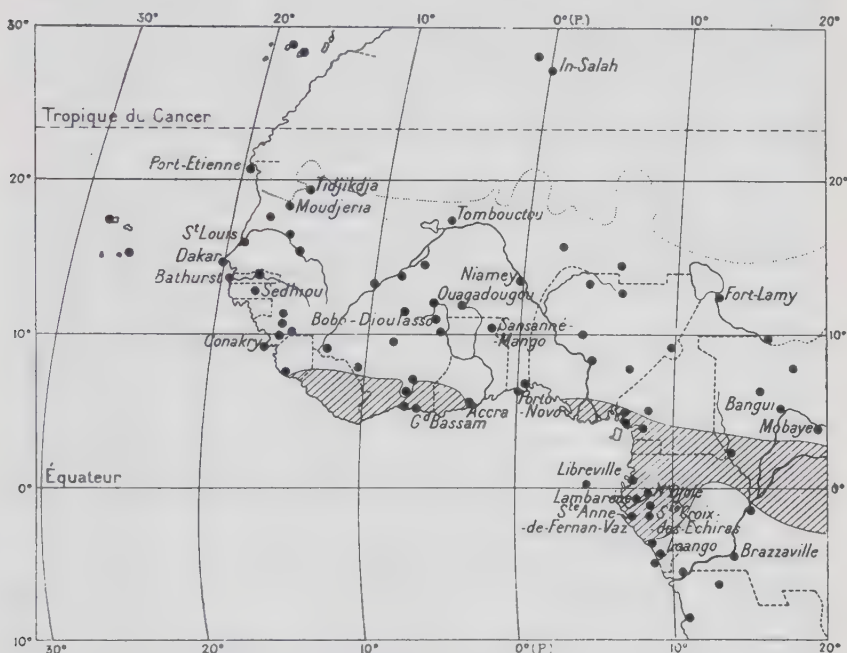 30°
20°
10°
0° (P.)
20°
30°
In-Salah
Tropique du Cancer
Port-Etienne
20°
Tidjikdja
20°
Moudjeria
Tombouctou
St Louis
Dakar
Niamey
Bathurst
Sedhiou
Ouagadougou
Fort-Lamy
Bobo-Dioulasso
Sansanné-
Mango
10°
10°
Conakry
Porto
-Novo
Accra
Gd Bassam
Bangui
Mobaye
Libreville
Équateur
0°
0°
Lambaréné
N'Djolé
Ste Anne
-de-Fernan-Vaz
Ste Croix
-des-Echiras
Loango
Brazzaville
10°
10°
30°
20°
10°
0° (P.)
10°
20°